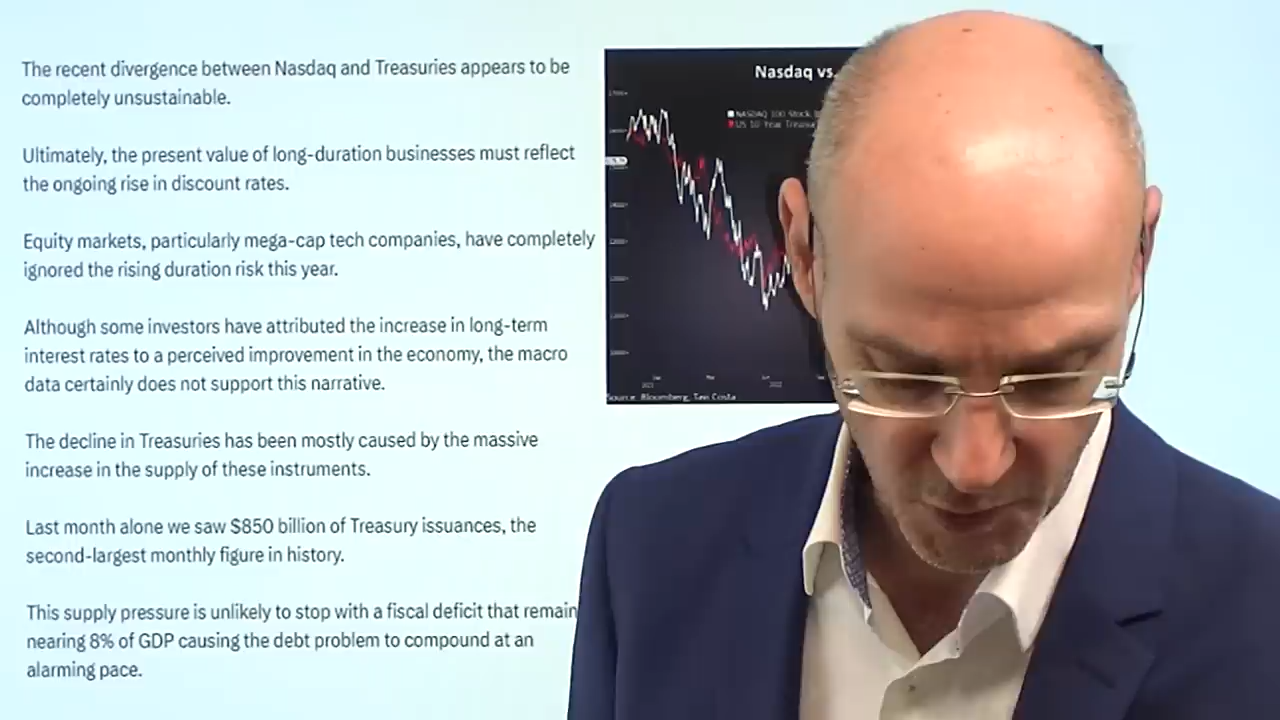 The recent divergence between Nasdaq and Treasuries appears to be
completely unsustainable.
Ultimately, the present value of long-duration businesses must reflect
the ongoing rise in discount rates.
Equity markets, particularly mega-cap tech companies, have completely
ignored the rising duration risk this year.
Although some investors have attributed the increase in long-term
interest rates to a perceived improvement in the economy, the macro
data certainly does not support this narrative.
The decline in Treasuries has been mostly caused by the massive
increase in the supply of these instruments.
Last month alone we saw $850 billion of Treasury issuances, the
second-largest monthly figure in history.
This supply pressure is unlikely to stop with a fiscal deficit that remain
nearing 8% of GDP causing the debt problem to compound at an
alarming pace.
Nasdaq vs.
NASDAQ 100 Stock
US 10 Year Treasur
2022
Source: Bloomberg, Tavi Costa